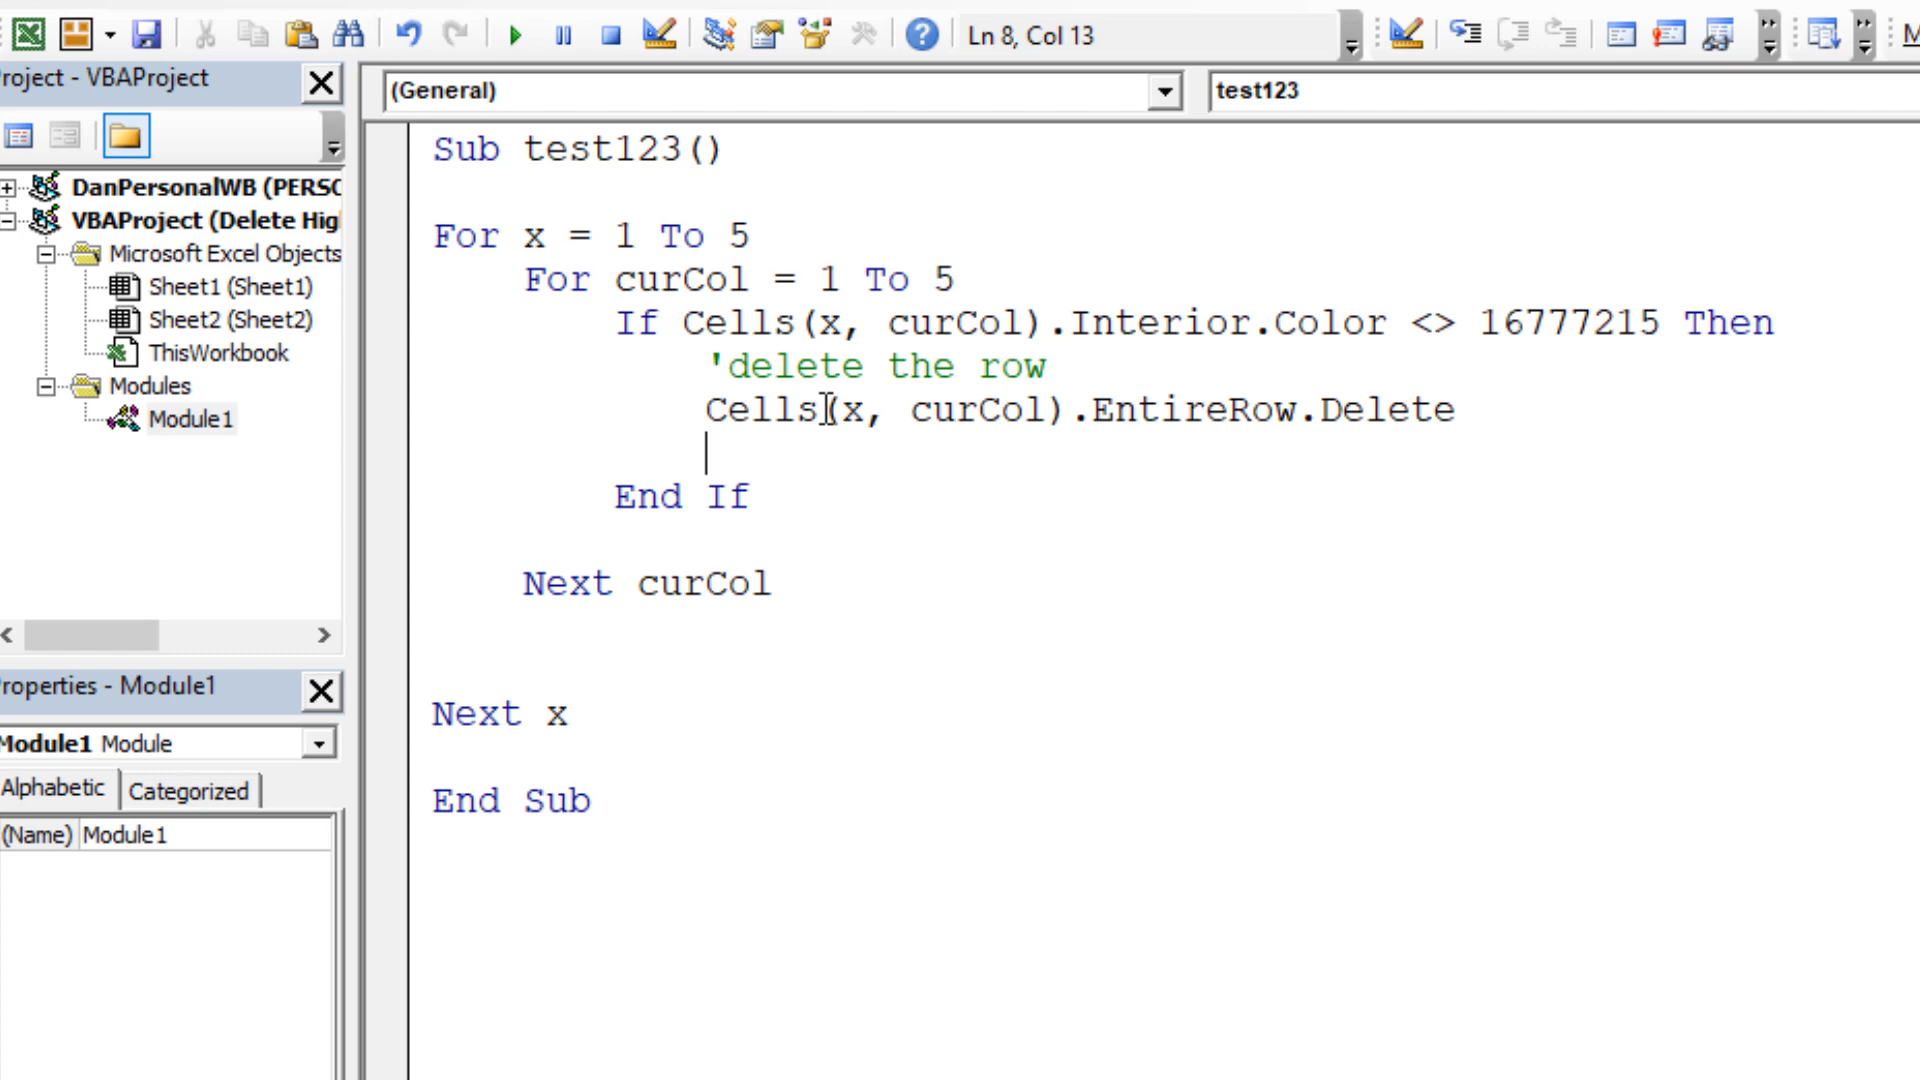 Ln 8, Col 13
roject - VBAProject
(General)
test123
DanPersonalWB (PERSO
VBAProject (Delete Hig
Microsoft Excel Objects
Sheet1 (Sheet1)
Sheet2 (Sheet2)
ThisWorkbook
Modules
Module1
roperties - Module1
Module1 Module
Alphabetic
Categorized
(Name) Module1
Sub test123()
For x = 1 To 5
For curCol = 1 To 5
If Cells(x, curCol).Interior.Color <> 16777215 Then
'delete the row
Cells(x, curCol).EntireRow.Delete
End If
Next curCol
Next x
End Sub